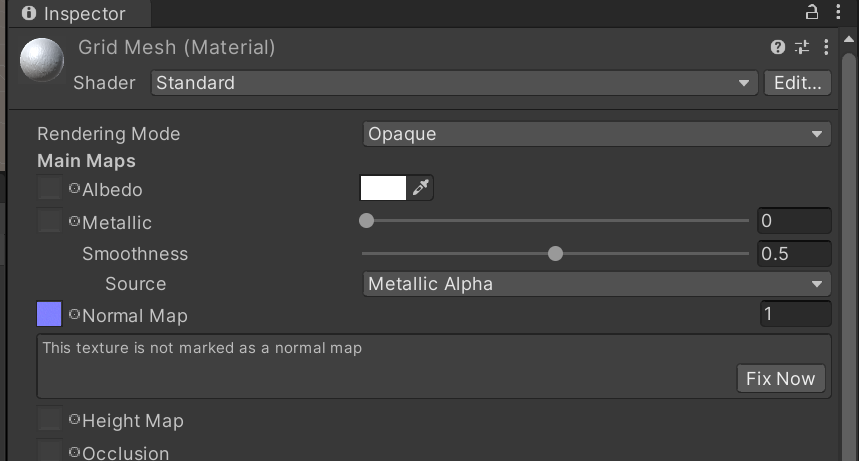 Inspector
Grid Mesh (Material)
Shader Standard Edit...
Rendering Mode Opaque
Main Maps
Albedo
Metallic 0
Smoothness 0.5
Source Metallic Alpha
Normal Map 1
This texture is not marked as a normal map
Fix Now
Height Map
Occlusion